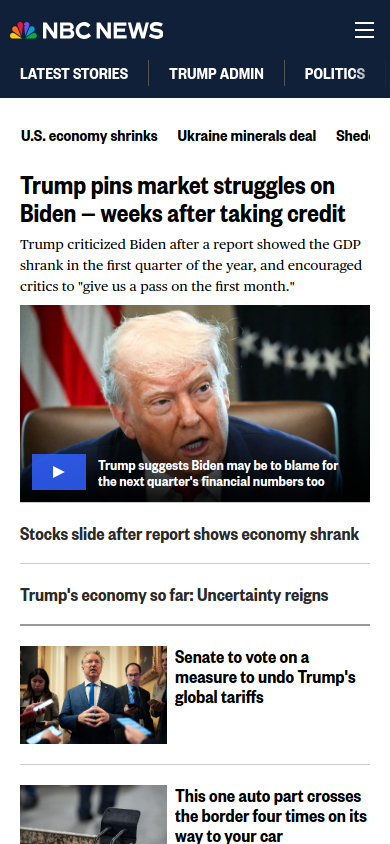 NBC NEWS
LATEST STORIES
TRUMP ADMIN
POLITICS
U.S. economy shrinks
Ukraine minerals deal
Shed
Trump pins market struggles on
Biden — weeks after taking credit
Trump criticized Biden after a report showed the GDP
shrank in the first quarter of the year, and encouraged
critics to "give us a pass on the first month."
Trump suggests Biden may be to blame for
the next quarter's financial numbers too
Stocks slide after report shows economy shrank
Trump's economy so far: Uncertainty reigns
Senate to vote on a
measure to undo Trump's
global tariffs
This one auto part crosses
the border four times on its
way to your car